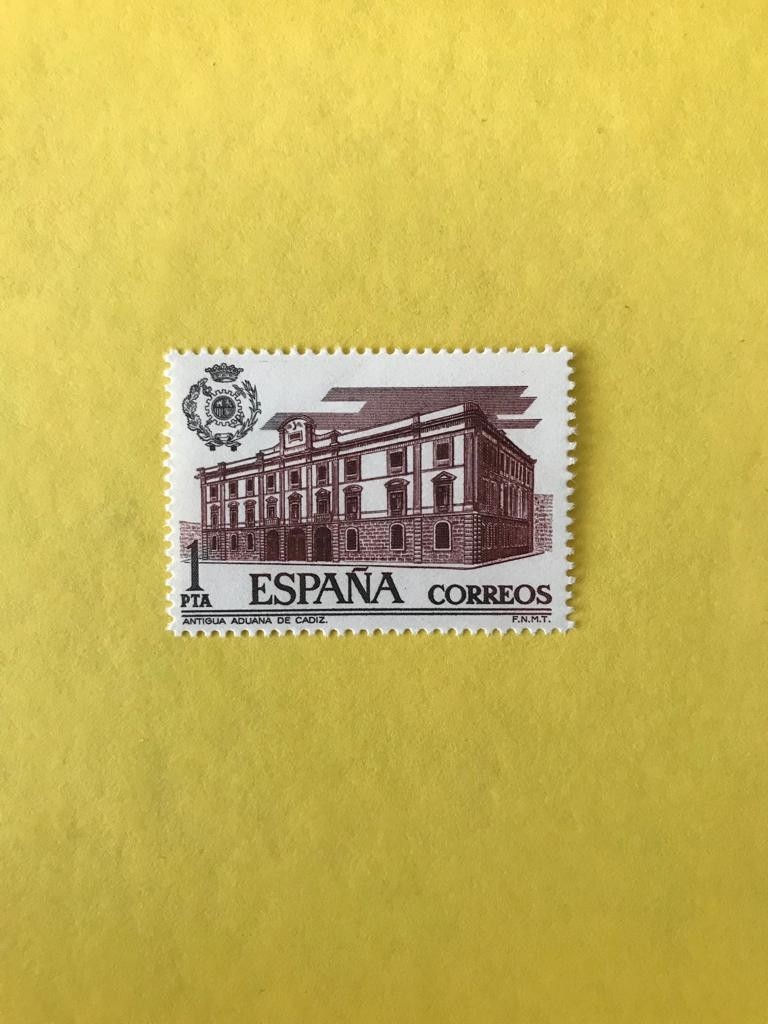 1
PTA ESPAÑA CORREOS
ANTIGUA ADUANA DE CADIZ. F.N.M.T.